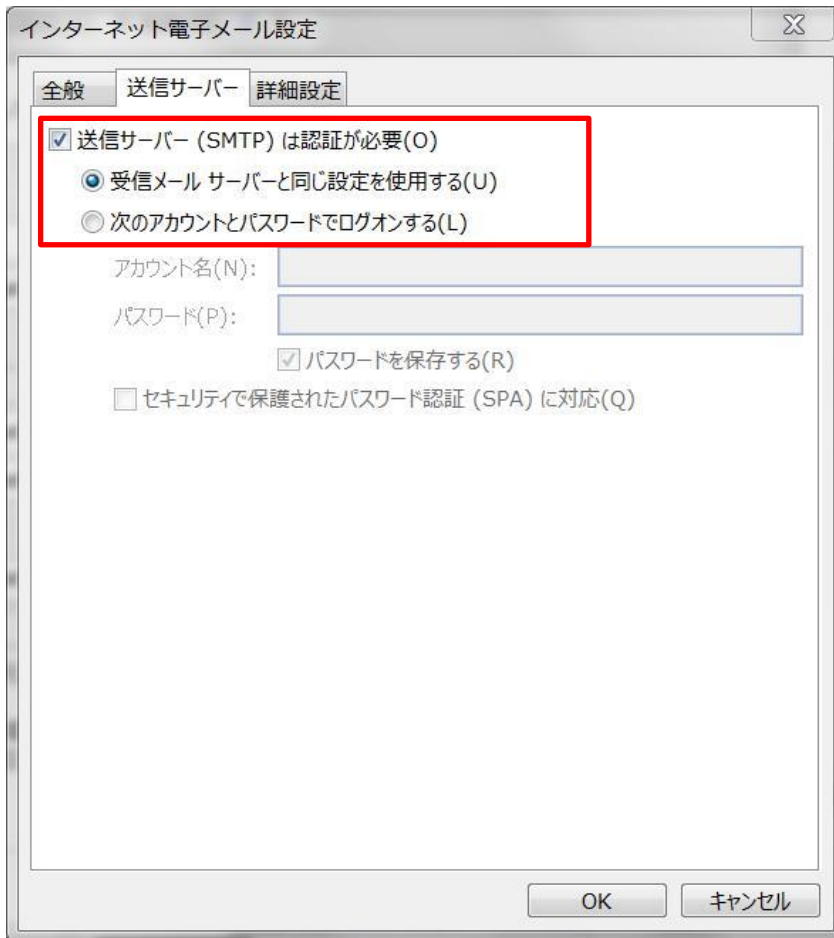 インターネット電子メール設定
全般 送信サーバー 詳細設定
送信サーバー (SMTP) は認証が必要(O)
受信メール サーバーと同じ設定を使用する(U)
次のアカウントとパスワードでログオンする(L)
アカウント名(N):
パスワード(P):
パスワードを保存する(R)
セキュリティで保護されたパスワード認証 (SPA) に対応(Q)
OK キャンセル